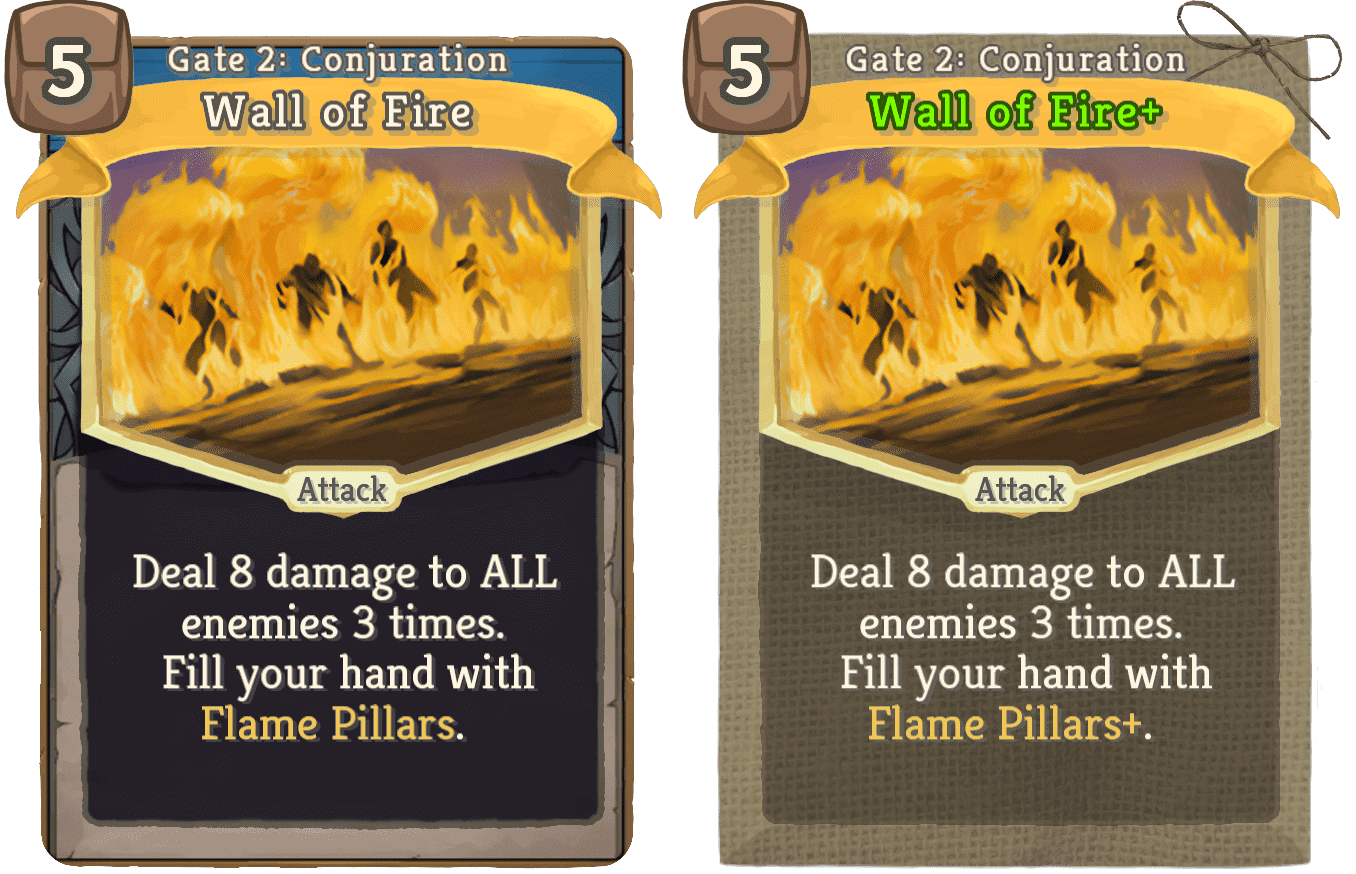 5
Gate 2: Conjuration
Wall of Fire
Attack
Deal 8 damage to ALL
enemies 3 times.
Fill your hand with
Flame Pillars.
5
Gate 2: Conjuration
Wall of Fire+
Attack
Deal 8 damage to ALL
enemies 3 times.
Fill your hand with
Flame Pillars+.